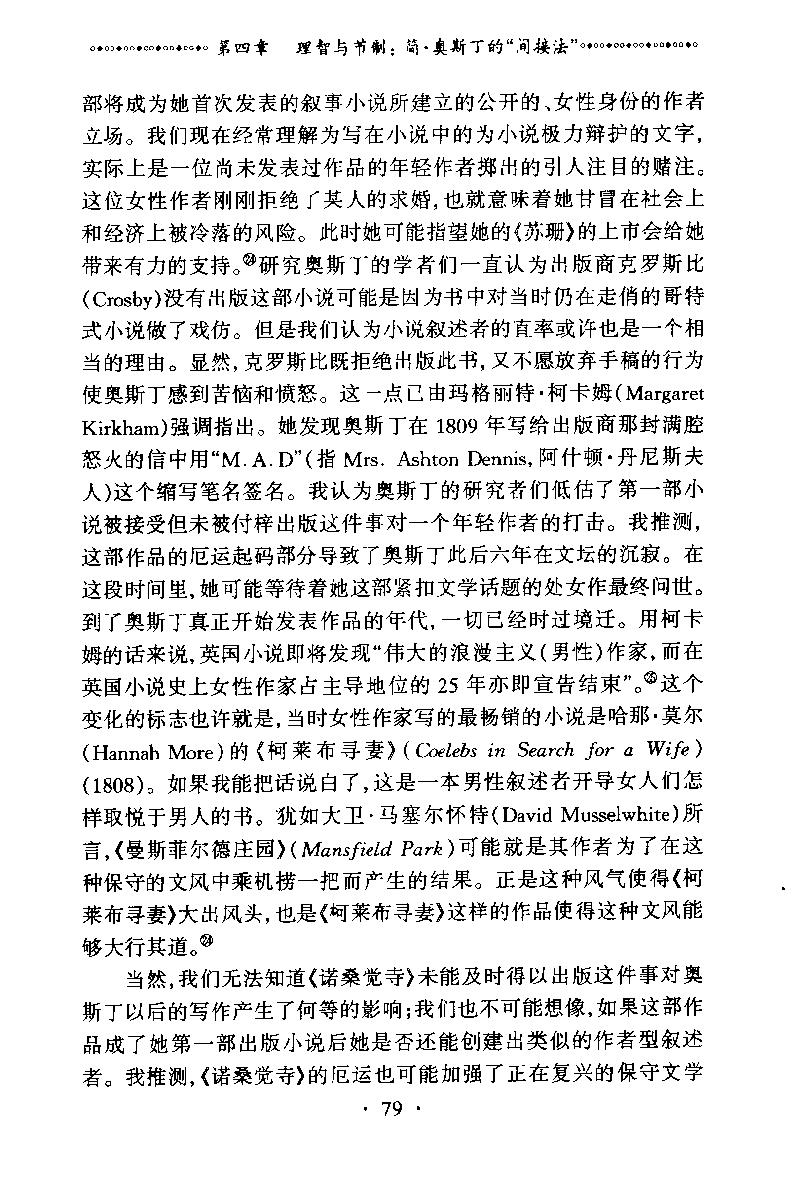 第四章 理智与节制：简·奥斯丁的“间接法”
部将成为她首次发表的叙事小说所建立的公开的、女性身份的作者
立场。我们现在经常理解为写在小说中的为小说极力辩护的文字，
实际上是一位尚未发表过作品的年轻作者掷出的引人注目的赌注。
这位女性作者刚刚拒绝了某人的求婚，也就意味着她甘冒在社会上
和经济上被冷落的风险。此时她可能指望她的《苏珊》的上市会给她
带来有力的支持。㉔研究奥斯丁的学者们一直认为出版商克罗斯比
(Crosby)没有出版这部小说可能是因为书中对当时仍在走俏的哥特
式小说做了戏仿。但是我们认为小说叙述者的直率或许也是一个相
当的理由。显然，克罗斯比既拒绝出版此书，又不愿放弃手稿的行为
使奥斯丁感到苦恼和愤怒。这一点已由玛格丽特·柯卡姆(Margaret
Kirkham)强调指出。她发现奥斯丁在 1809 年写给出版商那封满腔
怒火的信中用“M.A.D”(指 Mrs. Ashton Dennis，阿什顿·丹尼斯夫
人)这个缩写笔名签名。我认为奥斯丁的研究者们低估了第一部小
说被接受但未被付梓出版这件事对一个年轻作者的打击。我推测，
这部作品的厄运起码部分导致了奥斯丁此后六年在文坛的沉寂。在
这段时间里，她可能等待着她这部紧扣文学话题的处女作最终问世。
到了奥斯丁真正开始发表作品的年代，一切已经时过境迁。用柯卡
姆的话来说，英国小说即将发现“伟大的浪漫主义(男性)作家，而在
英国小说史上女性作家占主导地位的 25 年亦即宣告结束”。㉕这个
变化的标志也许就是，当时女性作家写的最畅销的小说是哈那·莫尔
(Hannah More)的《柯莱布寻妻》(Coelebs in Search for a Wife)
(1808)。如果我能把话说白了，这是一本男性叙述者开导女人们怎
样取悦于男人的书。犹如大卫·马塞尔怀特(David Musselwhite)所
言，《曼斯菲尔德庄园》(Mansfield Park)可能就是其作者为了在这
种保守的文风中乘机捞一把而产生的结果。正是这种风气使得《柯
莱布寻妻》大出风头，也是《柯莱布寻妻》这样的作品使得这种文风能
够大行其道。
当然，我们无法知道《诺桑觉寺》未能及时得以出版这件事对奥
斯丁以后的写作产生了何等的影响；我们也不可能想像，如果这部作
品成了她第一部出版小说后她是否还能创建出类似的作者型叙述
者。我推测，《诺桑觉寺》的厄运也可能加强了正在复兴的保守文学
· 79 ·